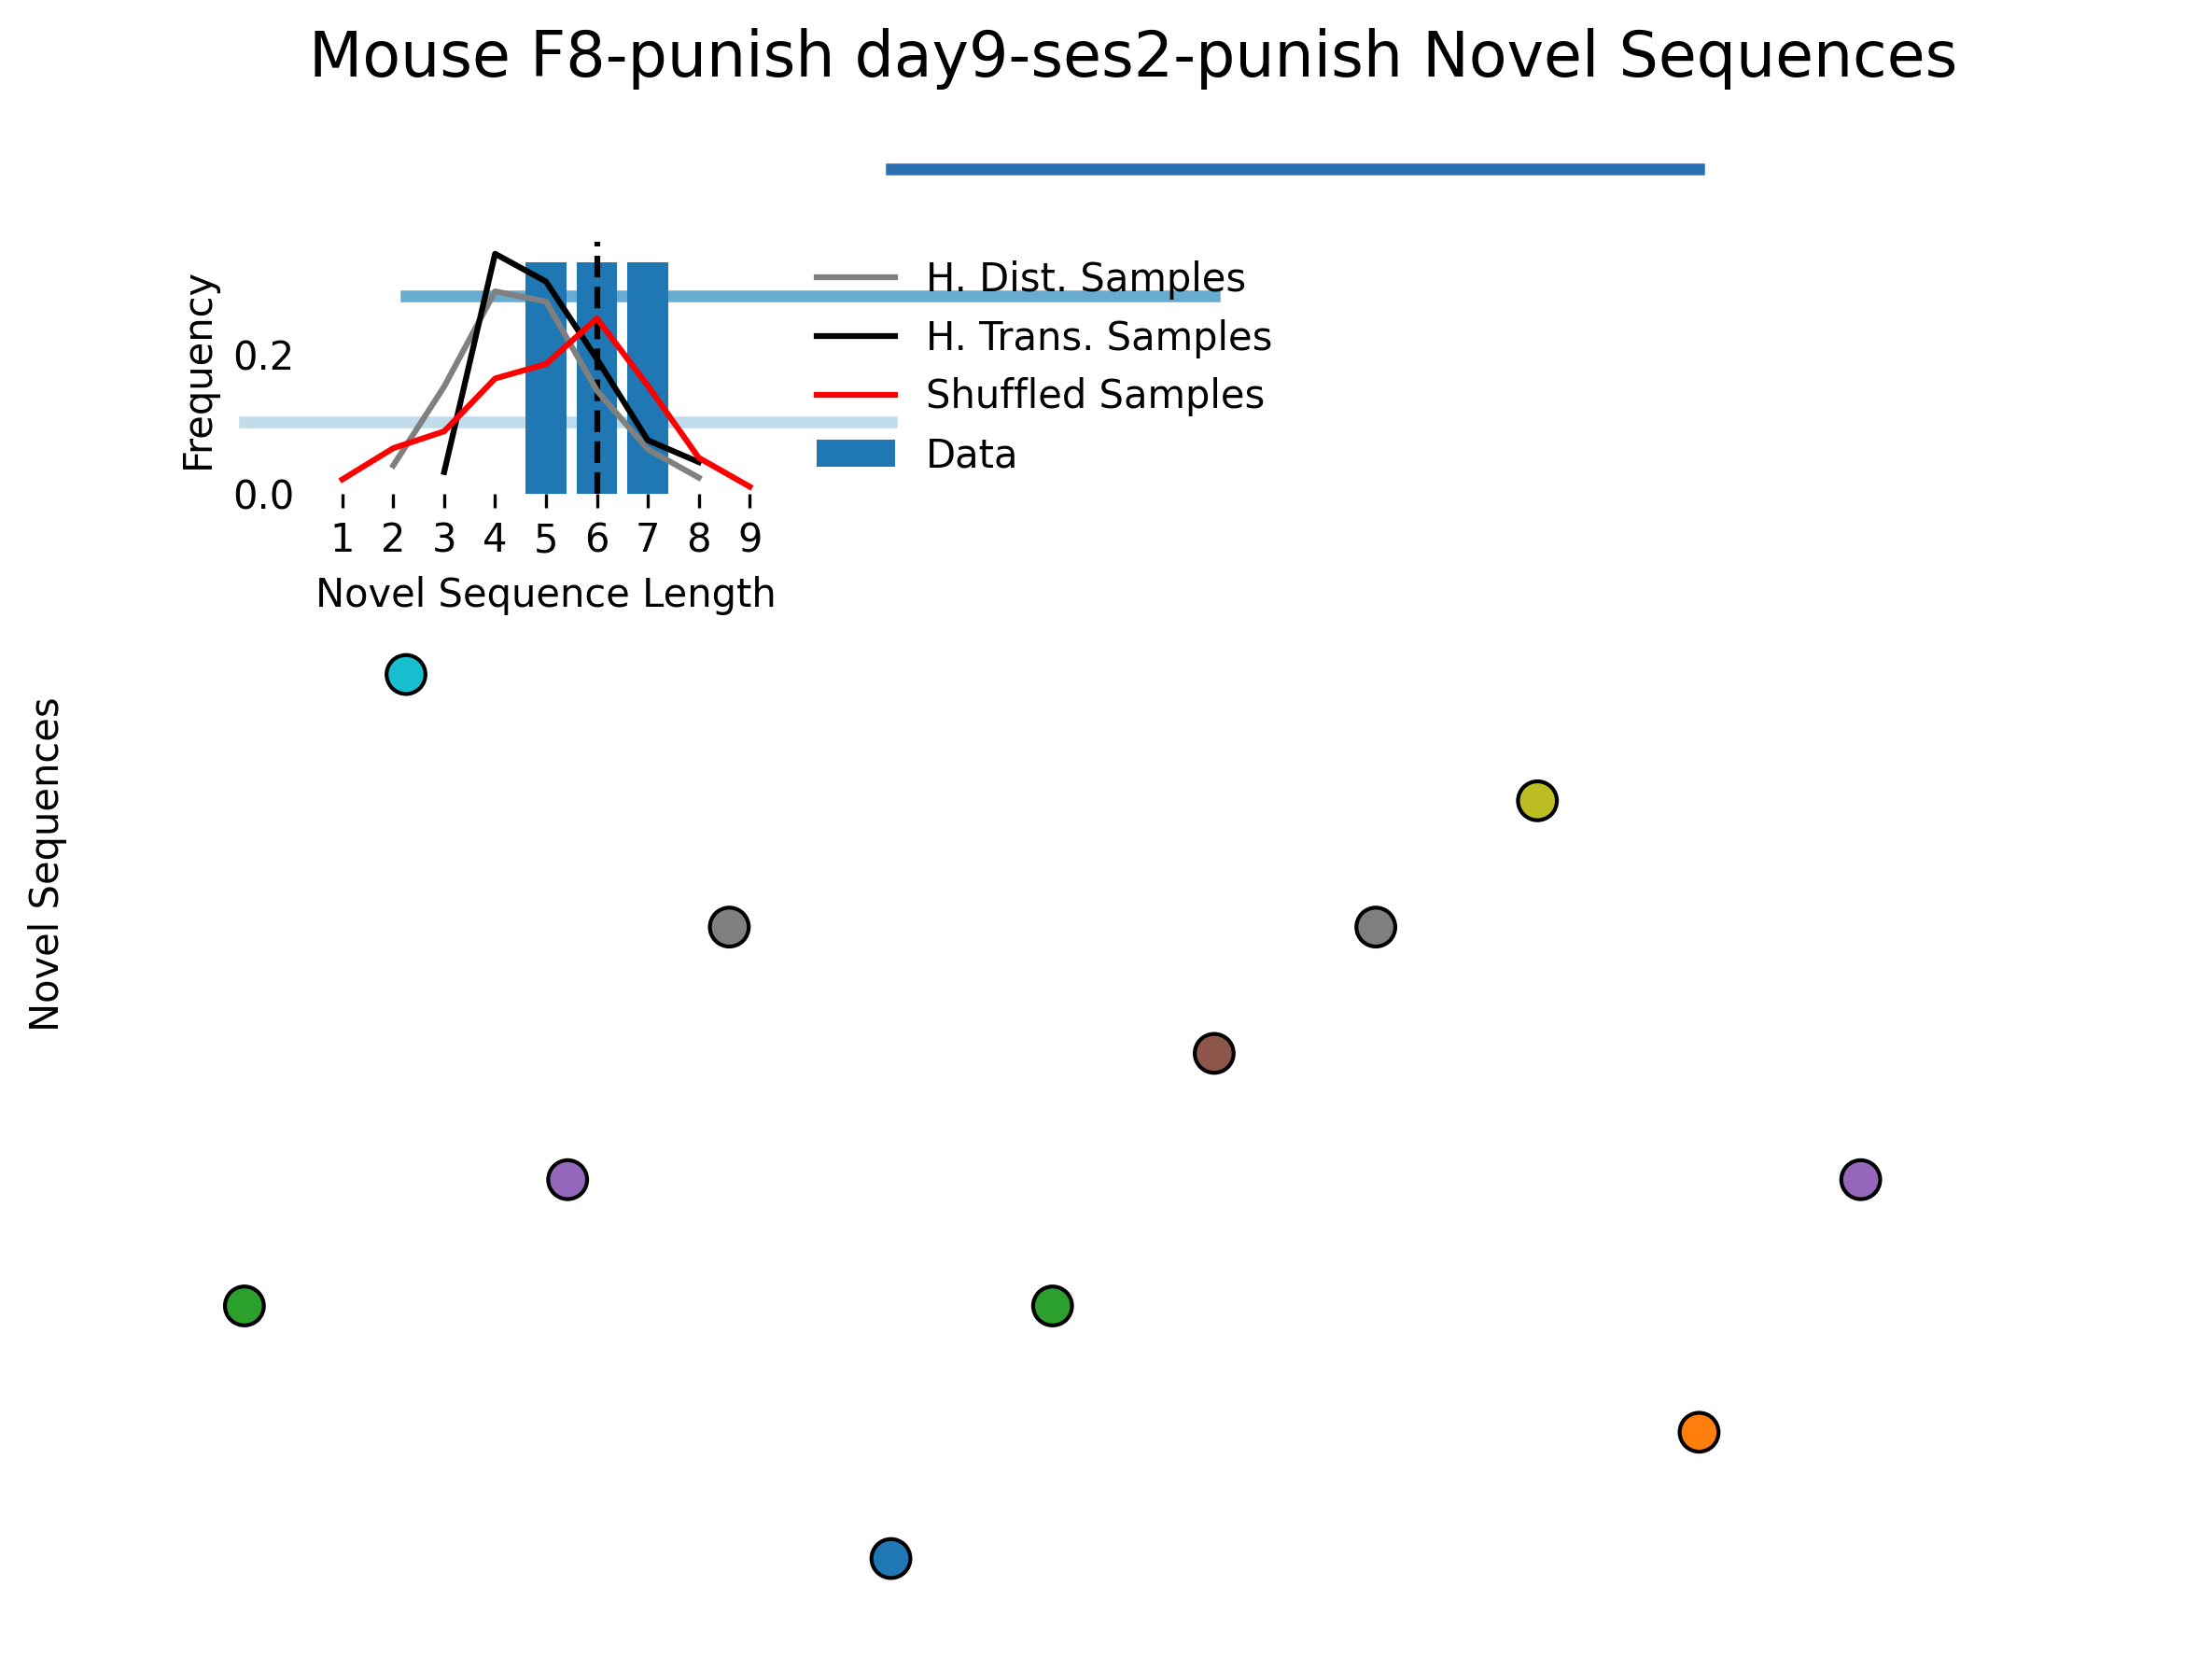 Mouse F8-punish day9-ses2-punish Novel Sequences
Frequency
0.2
0.0
1 2 3 4 5 6 7 8 9
Novel Sequence Length
H. Dist. Samples
H. Trans. Samples
Shuffled Samples
Data
Novel Sequences